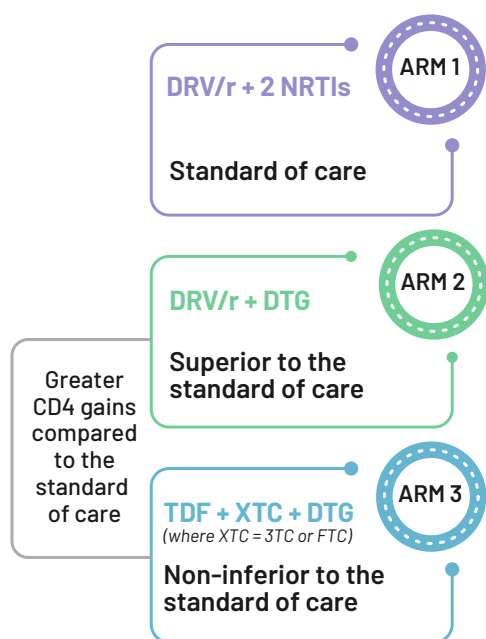 ARM 1
DRV/r + 2 NRTIs
Standard of care
ARM 2
DRV/r + DTG
Superior to the
standard of care
Greater
CD4 gains
compared
to the
standard
of care
ARM 3
TDF + XTC + DTG
(where XTC = 3TC or FTC)
Non-inferior to the
standard of care